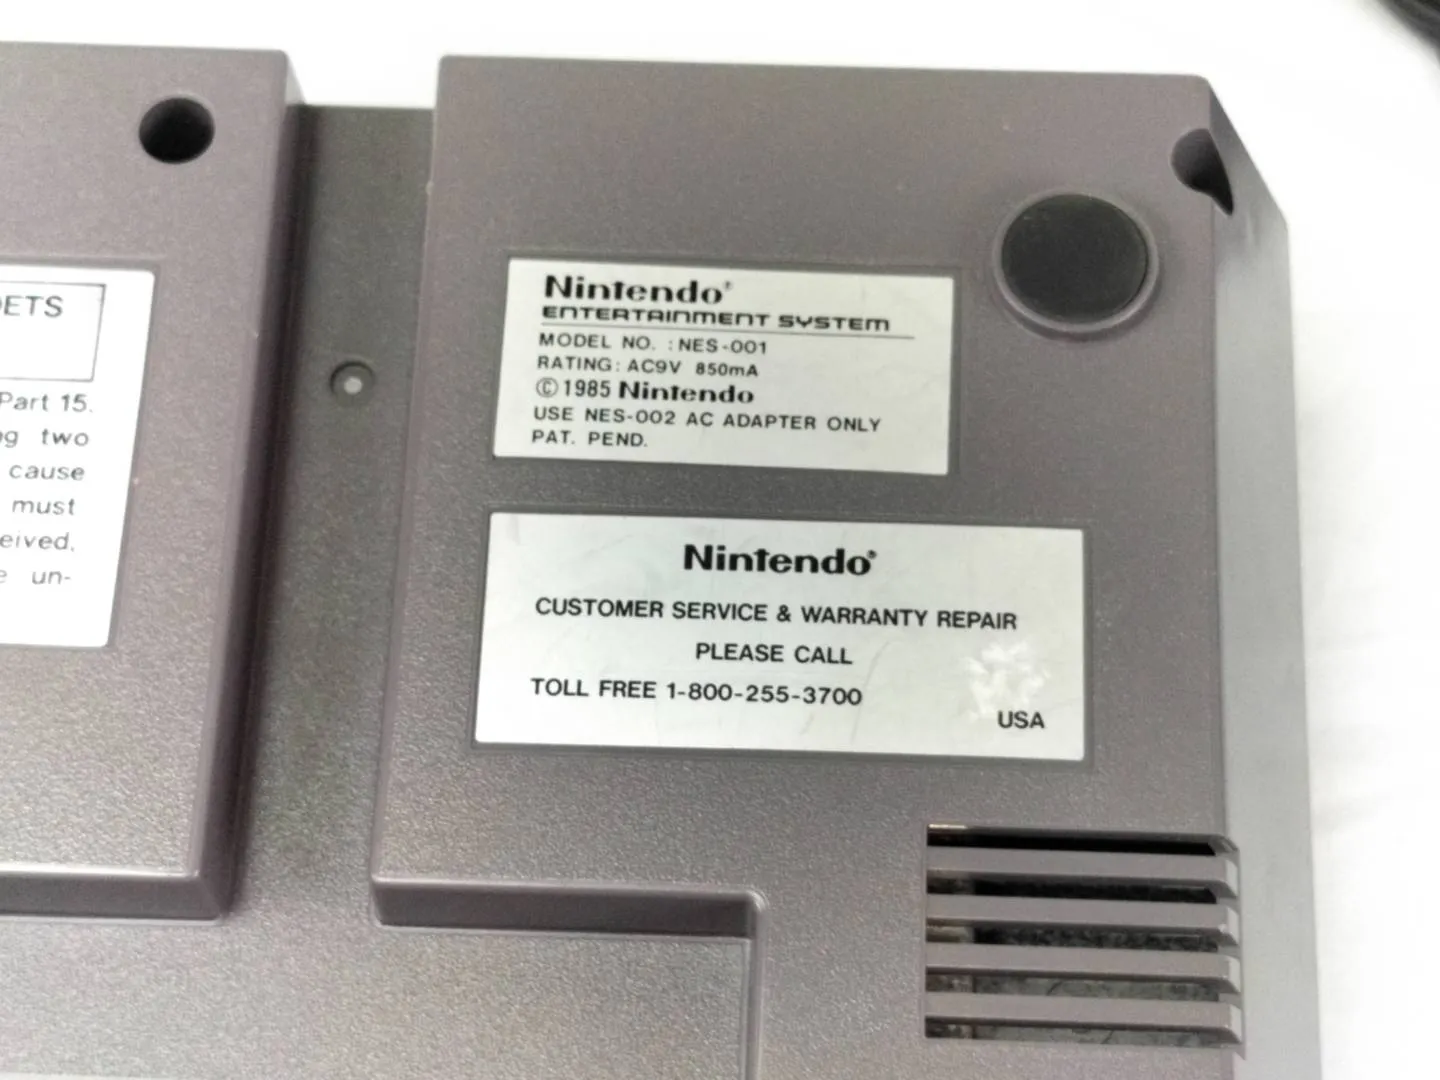 ETS
Part 15.
two
cause
must
eived,
un-
Nintendo®
ENTERTAINMENT SYSTEM
MODEL NO. : NES-001
RATING: AC9V 850mA
©1985 Nintendo
USE NES-002 AC ADAPTER ONLY
PAT. PEND.
Nintendo®
CUSTOMER SERVICE & WARRANTY REPAIR
PLEASE CALL
TOLL FREE 1-800-255-3700
USA